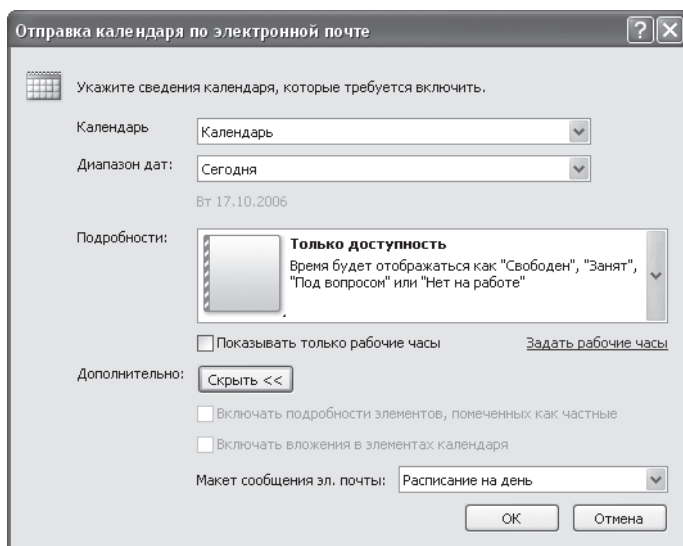 Отправка календаря по электронной почте
Укажите сведения календаря, которые требуется включить.
Календарь
Календарь
Диапазон дат:
Сегодня
Вт 17.10.2006
Подробности:
Только доступность
Время будет отображаться как "Свободен", "Занят",
"Под вопросом" или "Нет на работе"
Показывать только рабочие часы
Задать рабочие часы
Дополнительно:
Скрыть <<
Включать подробности элементов, помеченных как частные
Включать вложения в элементах календаря
Макет сообщения эл. почты:
Расписание на день
ОК
Отмена